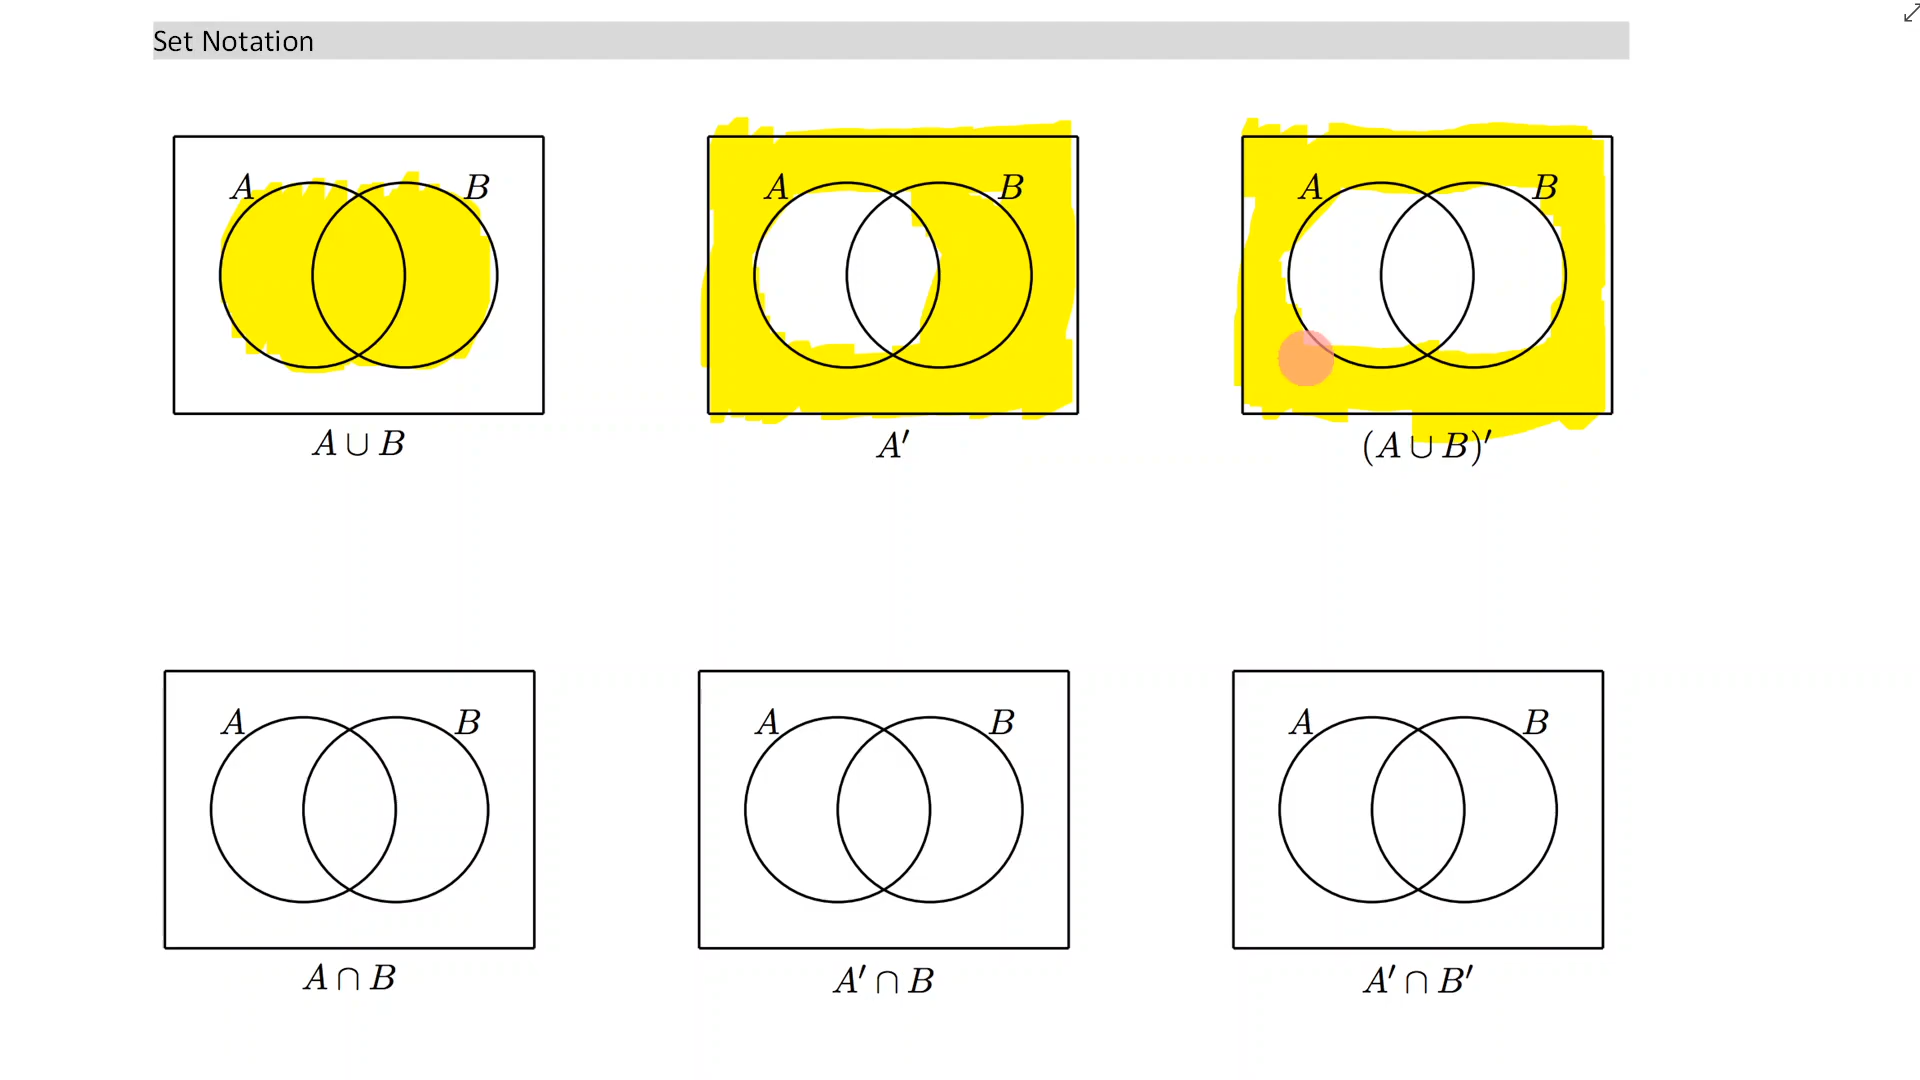 Set Notation
A B
A B
A B
A ∪ B
A′
(A ∪ B)′
A B
A B
A B
A ∩ B
A′ ∩ B
A′ ∩ B′